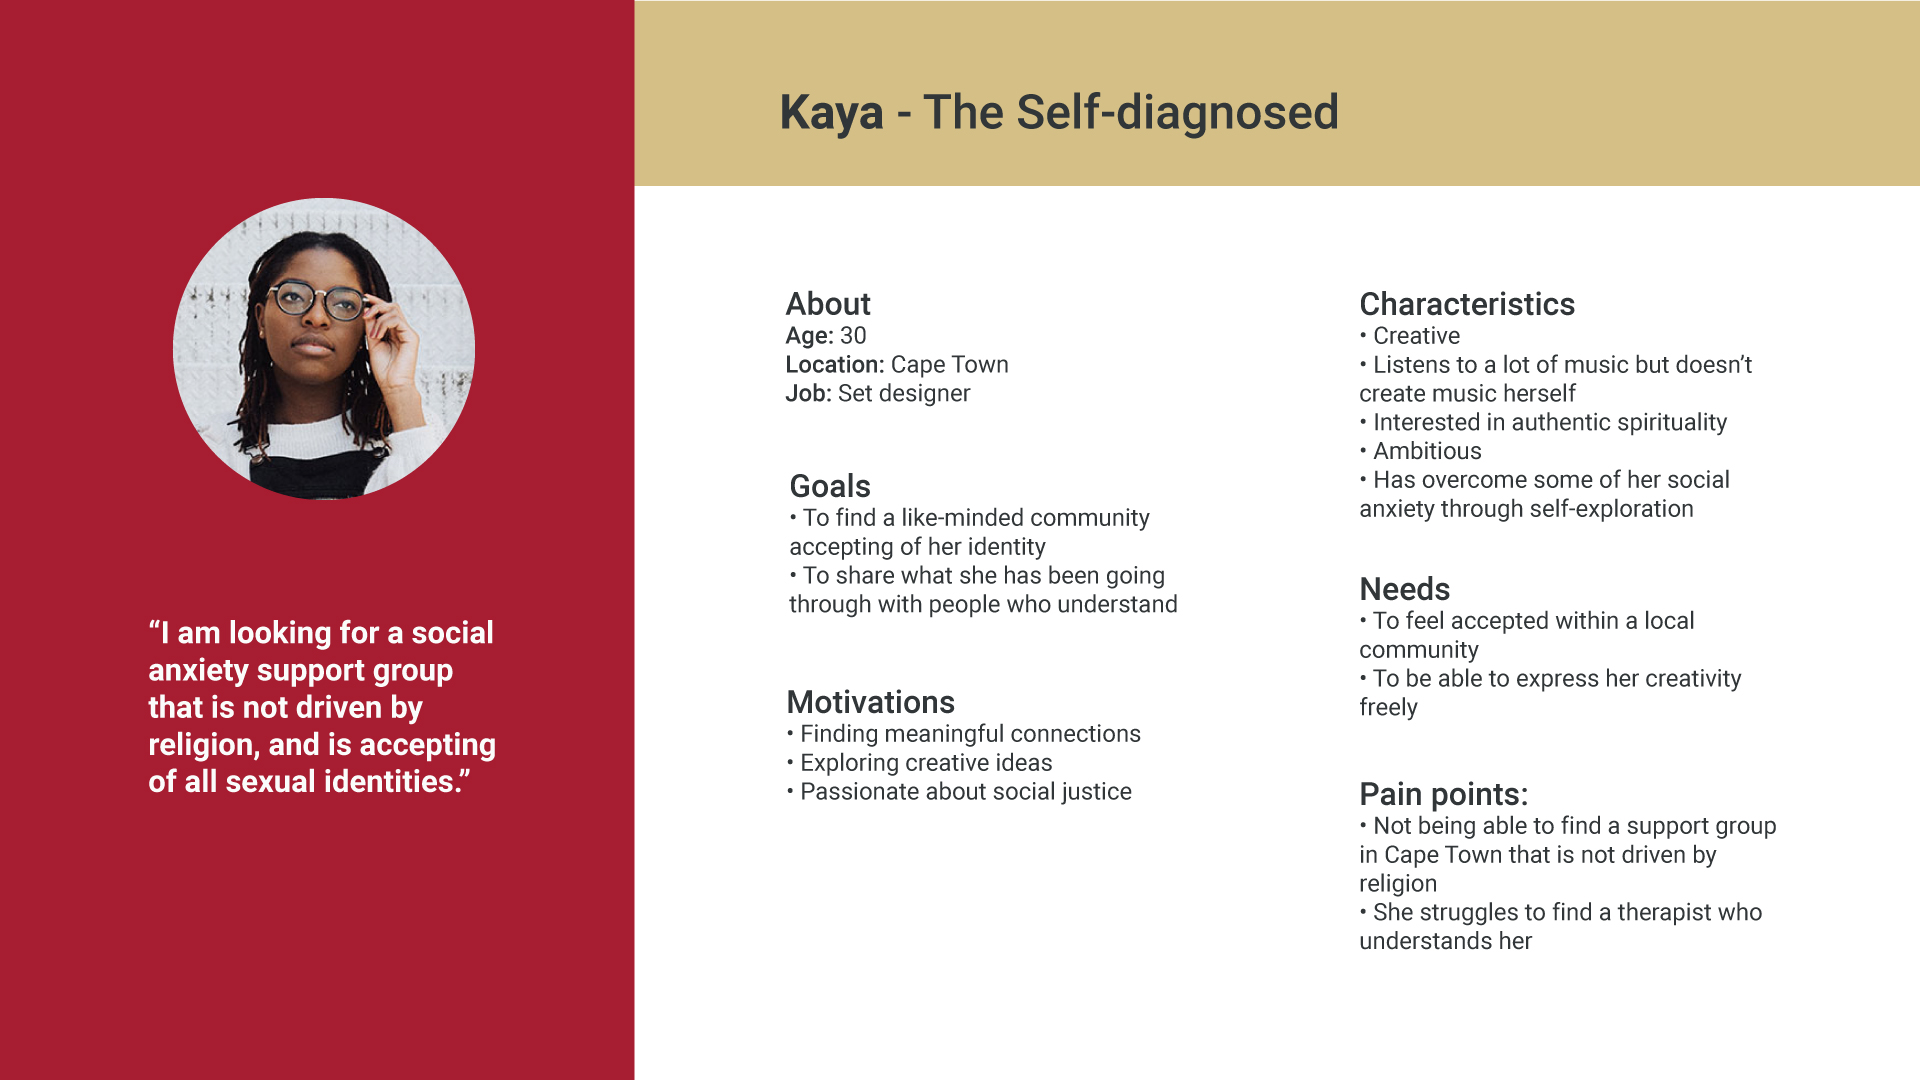 Kaya - The Self-diagnosed
“I am looking for a social
anxiety support group
that is not driven by
religion, and is accepting
of all sexual identities.”
About
Age: 30
Location: Cape Town
Job: Set designer
Goals
• To find a like-minded community
accepting of her identity
• To share what she has been going
through with people who understand
Motivations
• Finding meaningful connections
• Exploring creative ideas
• Passionate about social justice
Characteristics
• Creative
• Listens to a lot of music but doesn’t
create music herself
• Interested in authentic spirituality
• Ambitious
• Has overcome some of her social
anxiety through self-exploration
Needs
• To feel accepted within a local
community
• To be able to express her creativity
freely
Pain points:
• Not being able to find a support group
in Cape Town that is not driven by
religion
• She struggles to find a therapist who
understands her